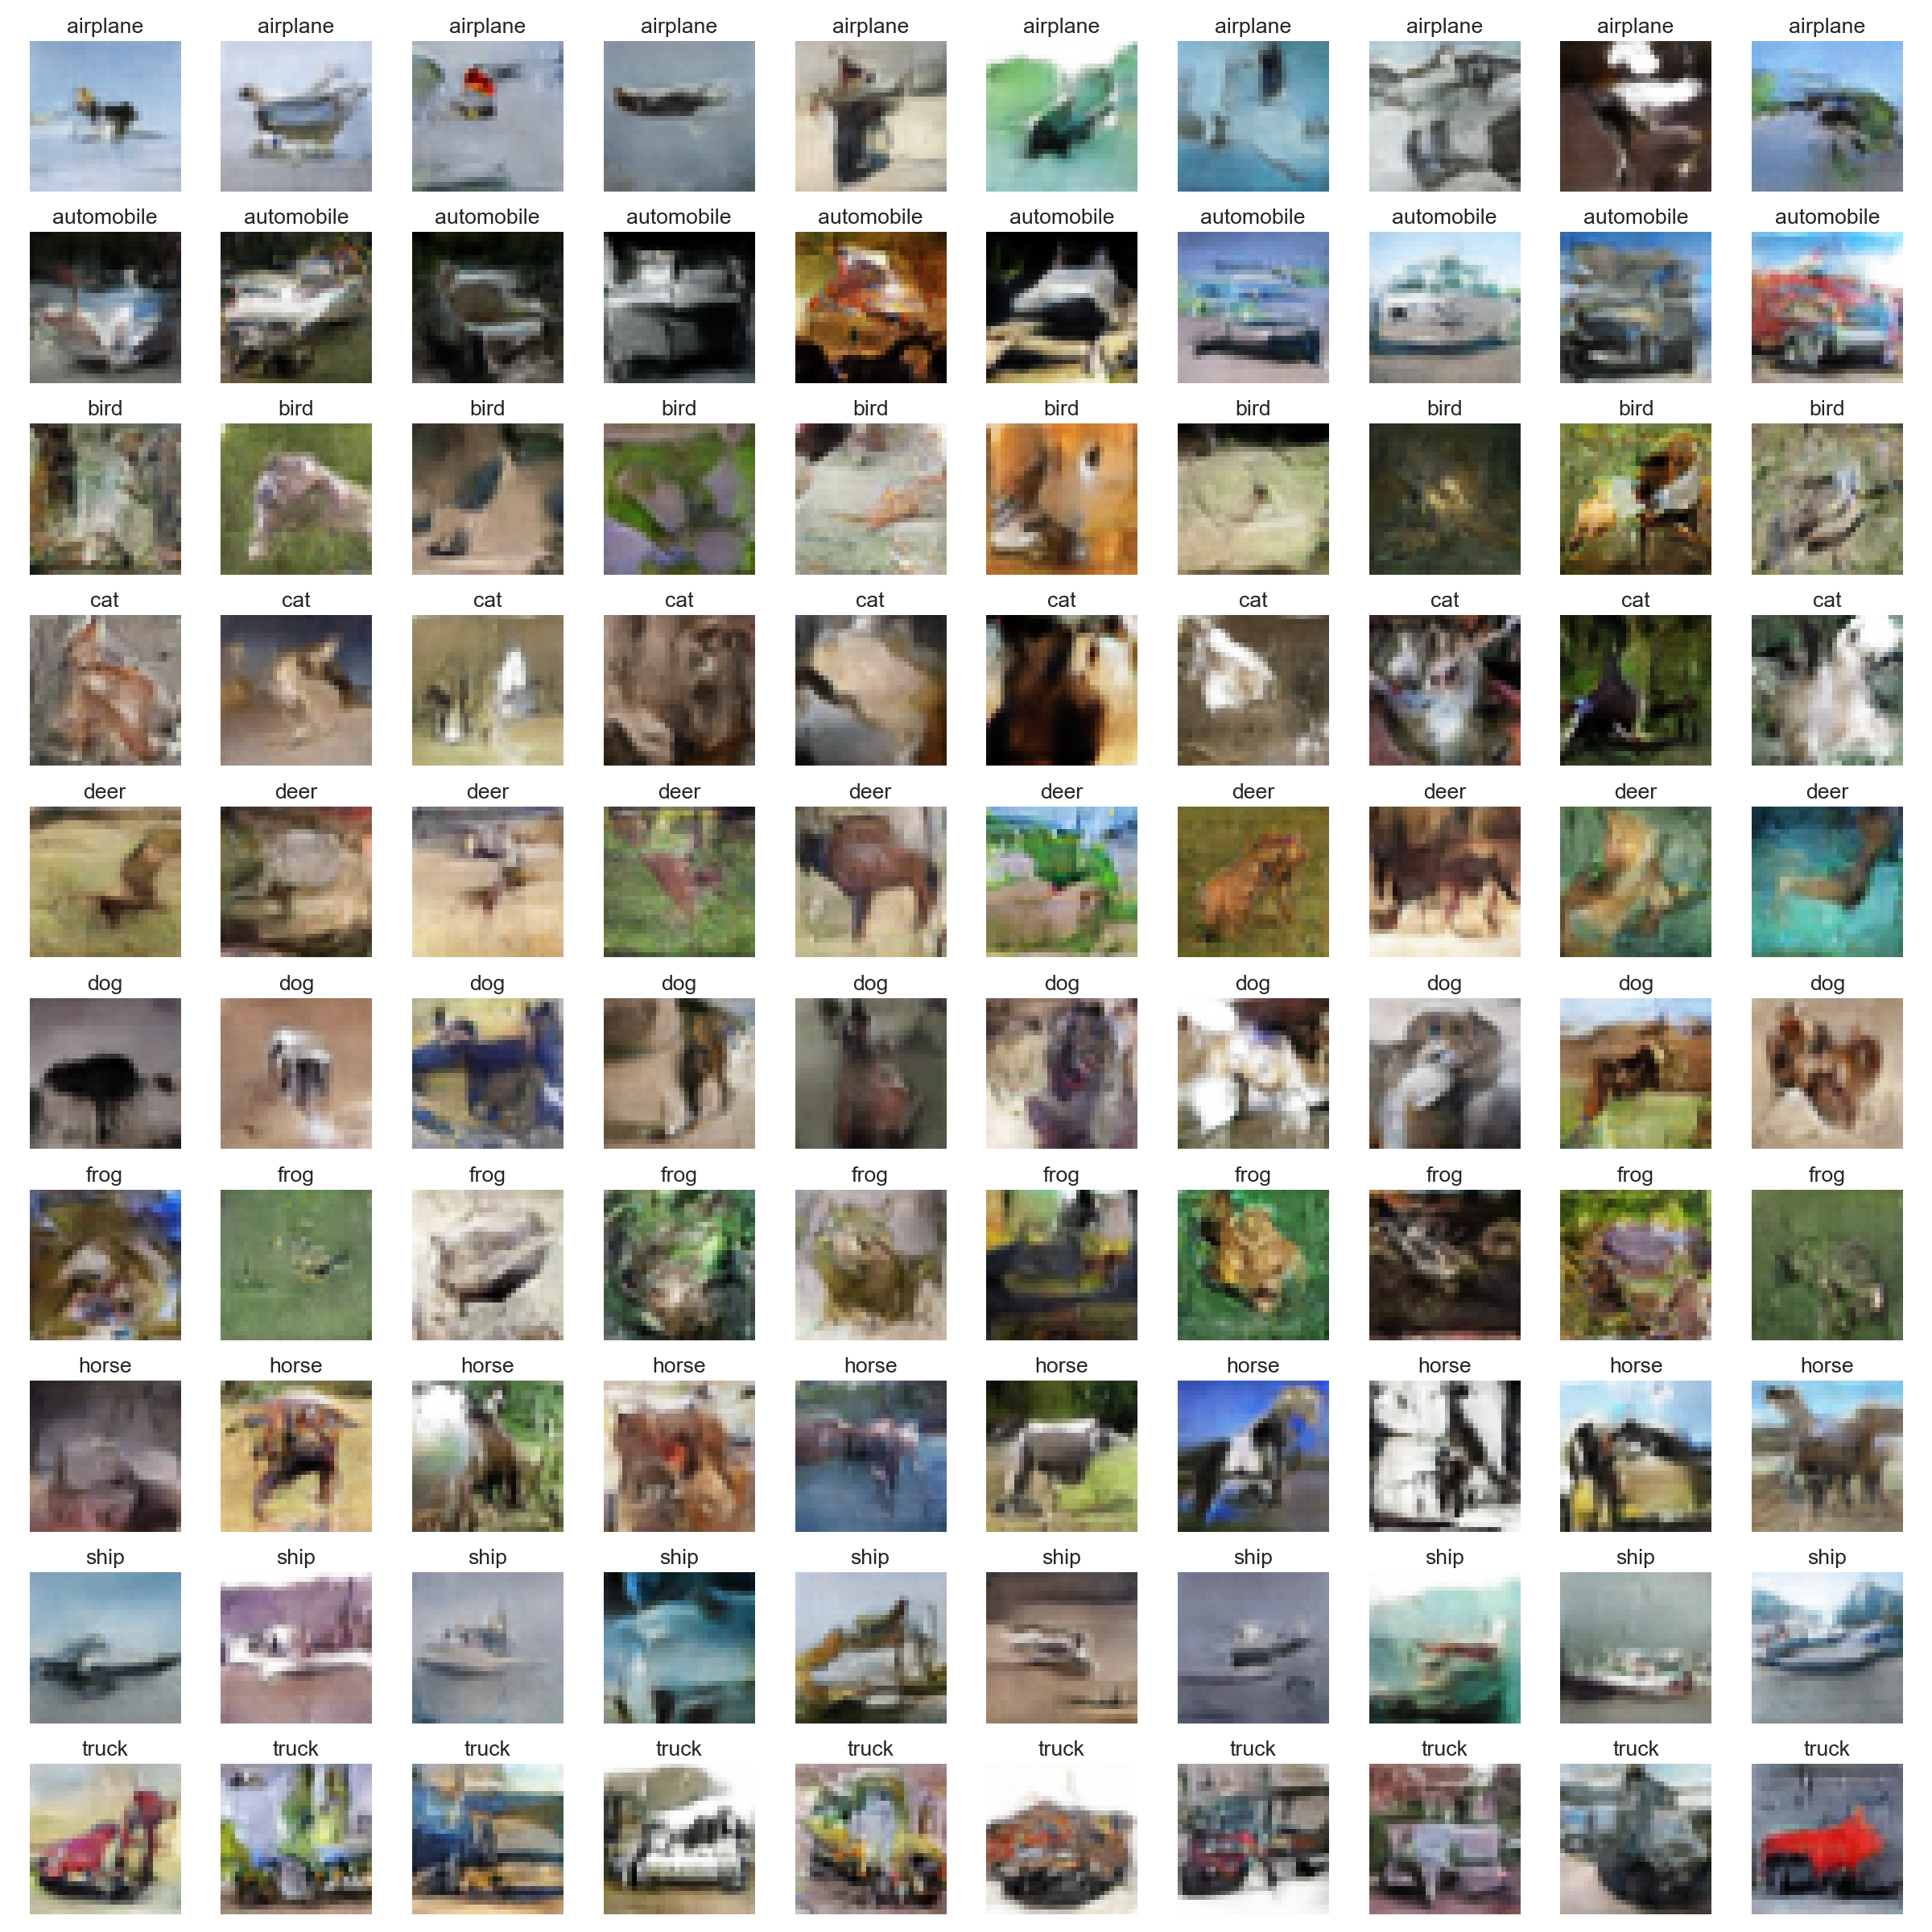 airplane airplane airplane airplane airplane airplane airplane airplane airplane airplane
automobile automobile automobile automobile automobile automobile automobile automobile automobile automobile
bird bird bird bird bird bird bird bird bird bird
cat cat cat cat cat cat cat cat cat cat
deer deer deer deer deer deer deer deer deer deer
dog dog dog dog dog dog dog dog dog dog
frog frog frog frog frog frog frog frog frog frog
horse horse horse horse horse horse horse horse horse horse
ship ship ship ship ship ship ship ship ship ship
truck truck truck truck truck truck truck truck truck truck